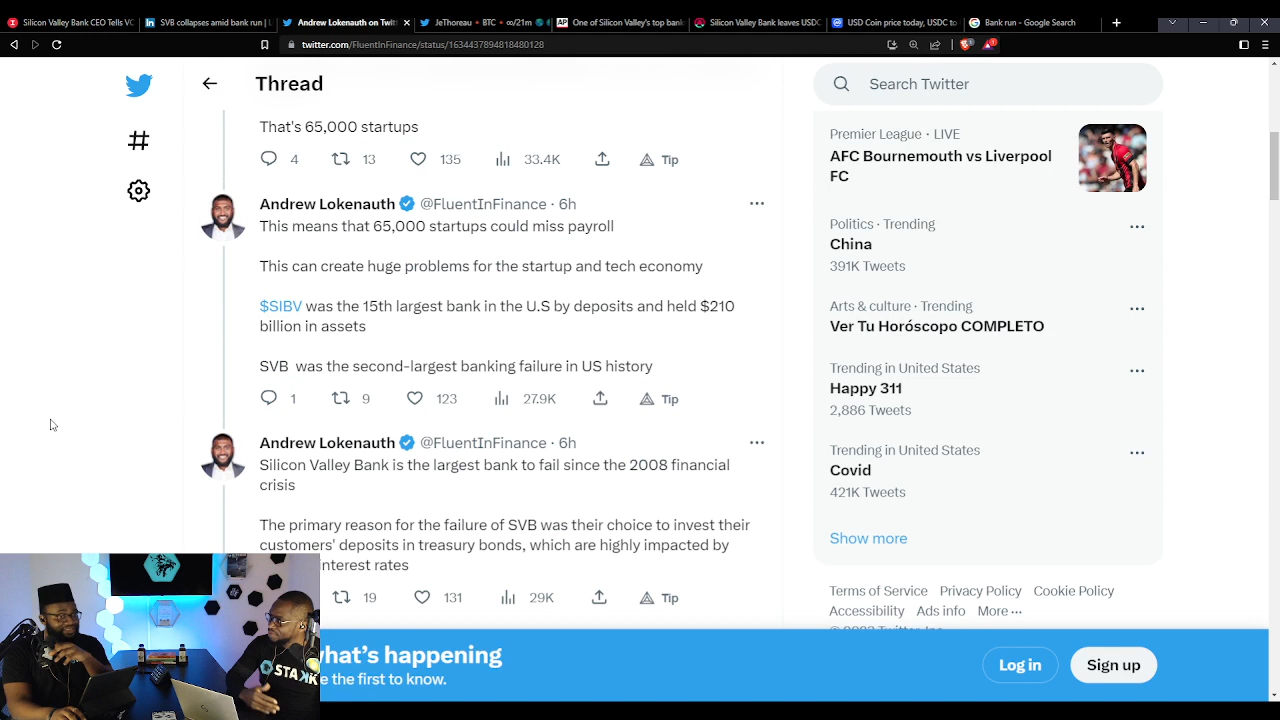 Silicon Valley Bank CEO Tells VC
SVB collapses amid bank run | L
Andrew Lokenauth on Twit
JeThoreau • BTC • ∞/21m
One of Silicon Valley's top bank
Silicon Valley Bank leaves USDC
USD Coin price today, USDC to
Bank run - Google Search
twitter.com/FluentInFinance/status/1634437894818480128
Thread
That's 65,000 startups
4 13 135 33.4K Tip
Andrew Lokenauth @FluentInFinance · 6h
This means that 65,000 startups could miss payroll
This can create huge problems for the startup and tech economy
$SIBV was the 15th largest bank in the U.S by deposits and held $210
billion in assets
SVB was the second-largest banking failure in US history
1 9 123 27.9K Tip
Andrew Lokenauth @FluentInFinance · 6h
Silicon Valley Bank is the largest bank to fail since the 2008 financial
crisis
The primary reason for the failure of SVB was their choice to invest their
customers' deposits in treasury bonds, which are highly impacted by
interest rates
19 131 29K Tip
Search Twitter
Premier League · LIVE
AFC Bournemouth vs Liverpool
FC
Politics · Trending
China
391K Tweets
Arts & culture · Trending
Ver Tu Horóscopo COMPLETO
Trending in United States
Happy 311
2,886 Tweets
Trending in United States
Covid
421K Tweets
Show more
Terms of Service Privacy Policy Cookie Policy
Accessibility Ads info More ···
hat's happening
e the first to know.
Log in
Sign up
STAK